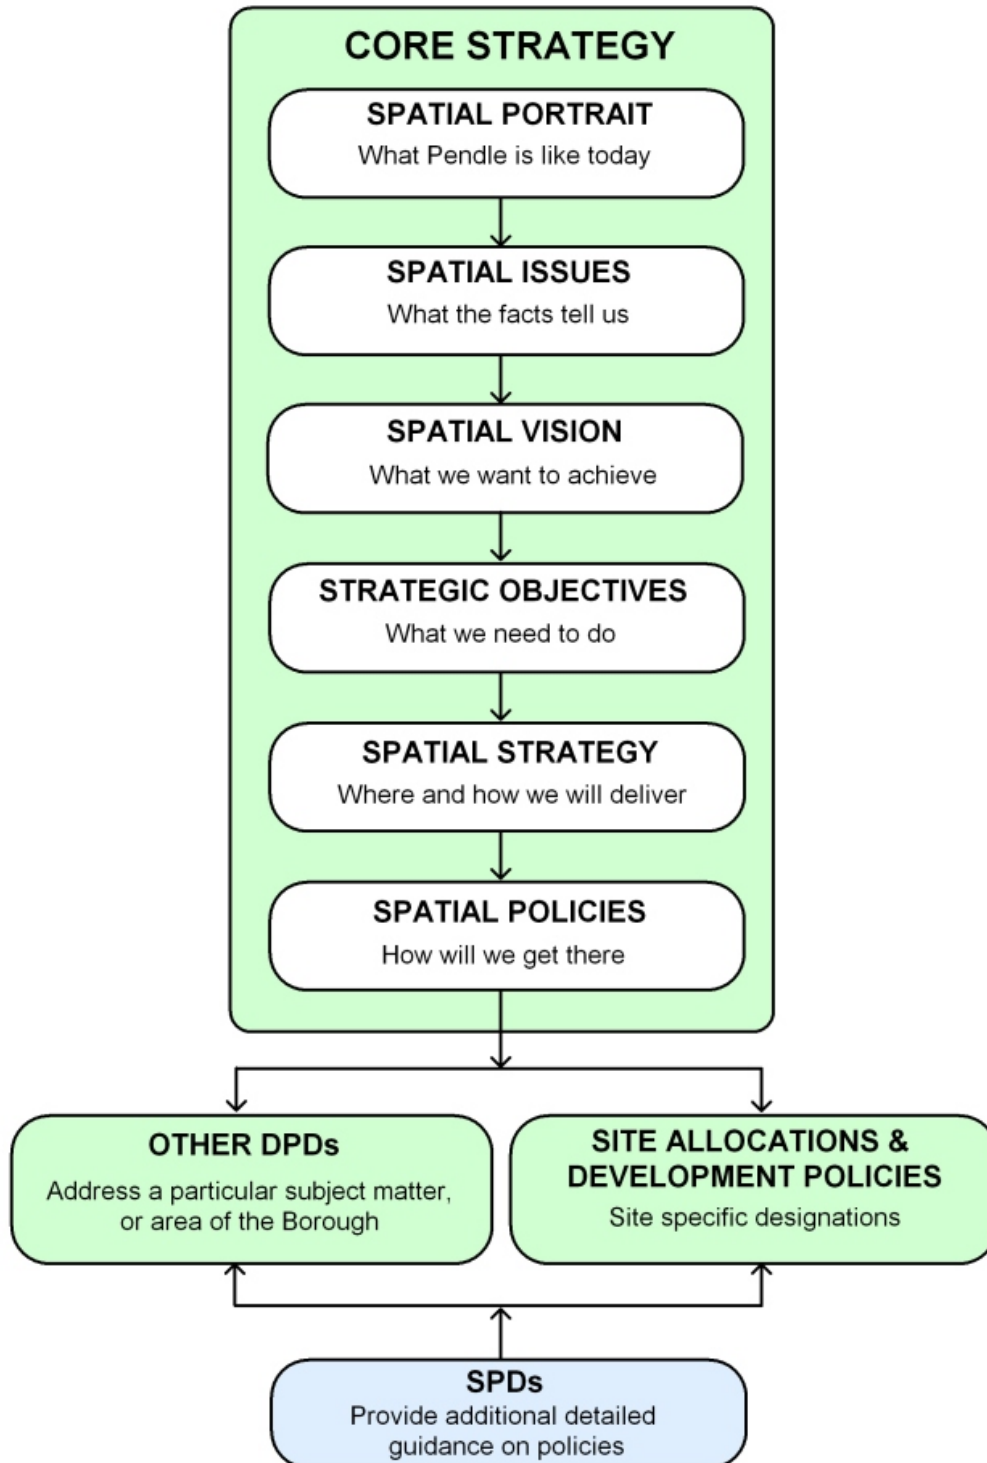 CORE STRATEGY
SPATIAL PORTRAIT
What Pendle is like today
SPATIAL ISSUES
What the facts tell us
SPATIAL VISION
What we want to achieve
STRATEGIC OBJECTIVES
What we need to do
SPATIAL STRATEGY
Where and how we will deliver
SPATIAL POLICIES
How will we get there
OTHER DPDs
Address a particular subject matter,
or area of the Borough
SITE ALLOCATIONS &
DEVELOPMENT POLICIES
Site specific designations
SPDs
Provide additional detailed
guidance on policies